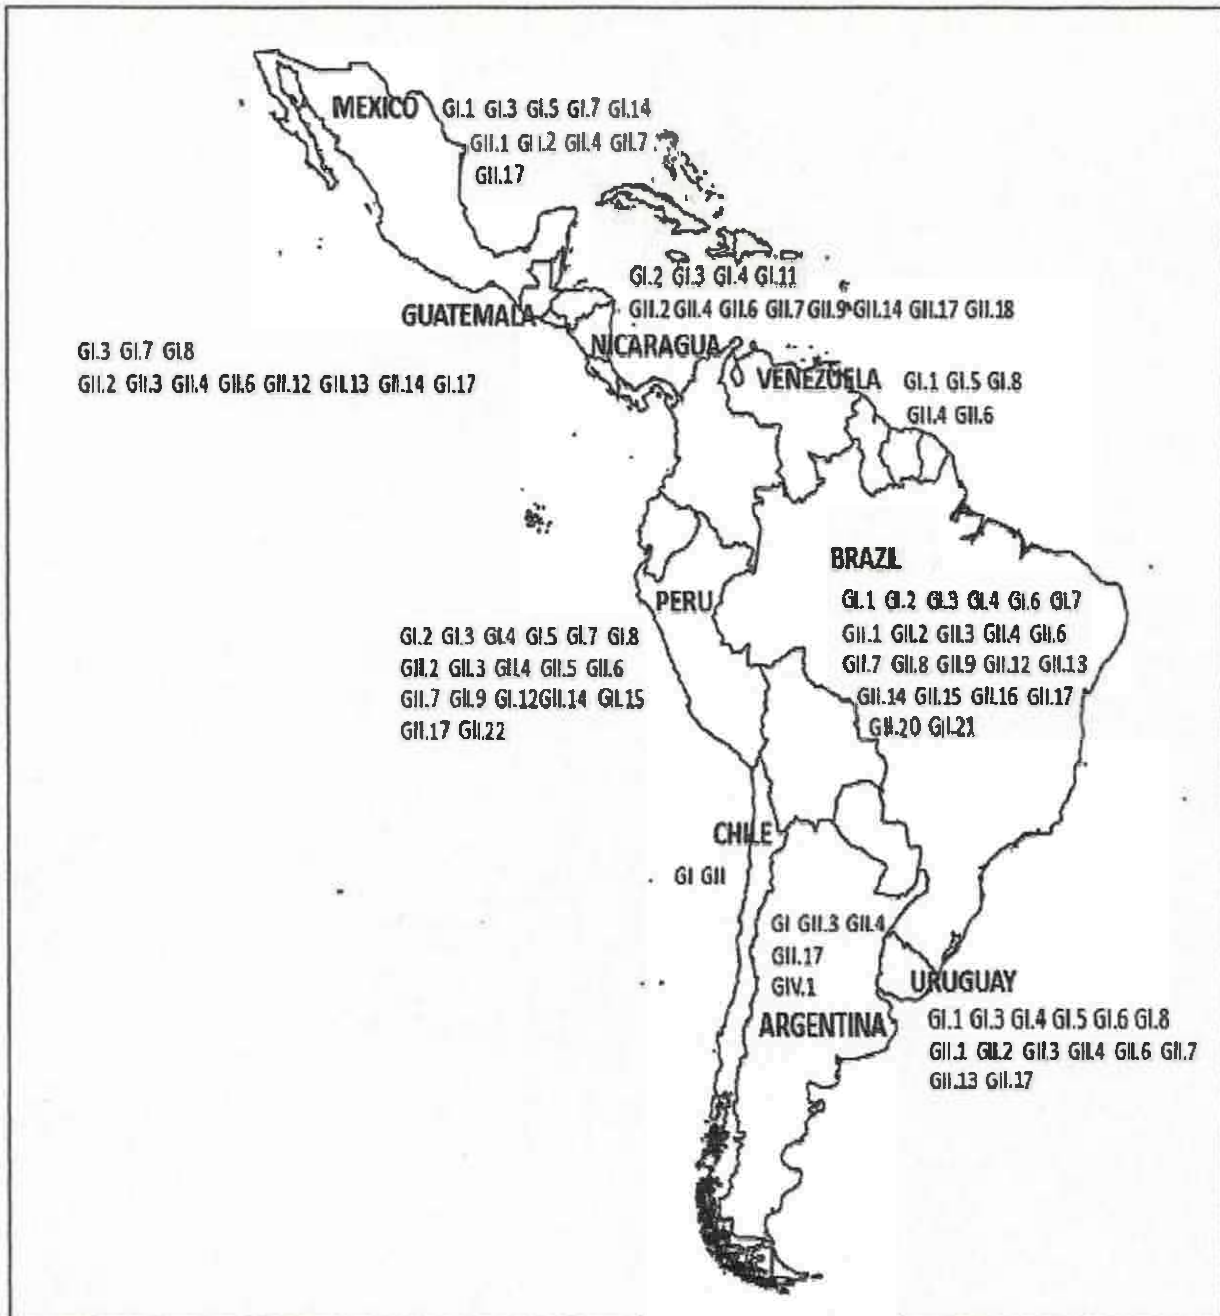 MEXICO GI.1 GI.3 GI.5 GI.7 GI.14
GII.1 GII.2 GII.4 GII.7
GII.17
GI.2 GI.3 GI.4 GI.11
GUATEMALA GII.2 GII.4 GII.6 GII.7 GII.9 GII.14 GII.17 GII.18
NICARAGUA
GI.3 GI.7 GI.8
GII.2 GII.3 GII.4 GII.6 GII.12 GII.13 GII.14 GI.17
VENEZUELA GI.1 GI.5 GI.8
GII.4 GII.6
BRAZIL
GI.1 GI.2 GI.3 GI.4 GI.6 GI.7
GII.1 GII.2 GII.3 GII.4 GII.6
GII.7 GII.8 GII.9 GII.12 GII.13
GII.14 GII.15 GII.16 GII.17
GII.20 GII.21
PERU
GI.2 GI.3 GI.4 GI.5 GI.7 GI.8
GII.2 GII.3 GII.4 GII.5 GII.6
GII.7 GII.9 GI.12 GII.14 GII.15
GII.17 GII.22
CHILE
GI GII
GI GII.3 GII.4
GII.17
GIV.1
ARGENTINA
URUGUAY
GI.1 GI.3 GI.4 GI.5 GI.6 GI.8
GII.1 GII.2 GII.3 GII.4 GII.6 GII.7
GII.13 GII.17